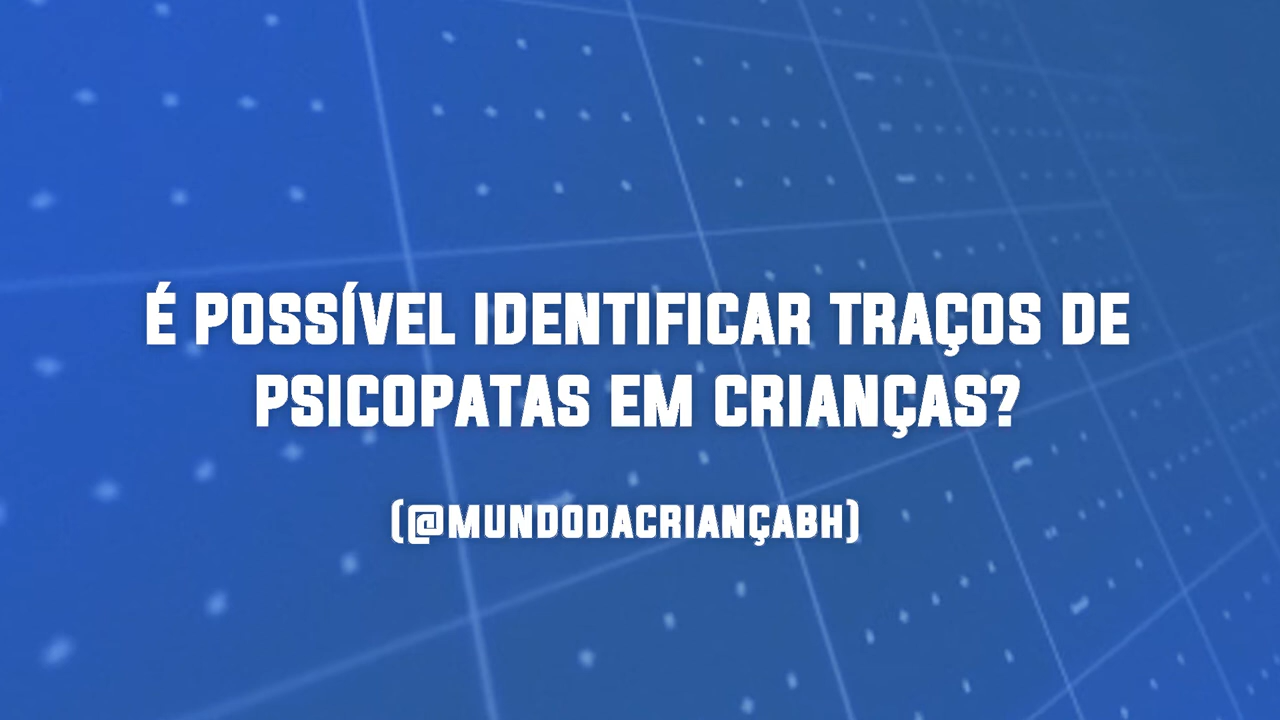 É POSSÍVEL IDENTIFICAR TRAÇOS DE
PSICOPATAS EM CRIANÇAS?
(@MUNDODACRIANÇABH)